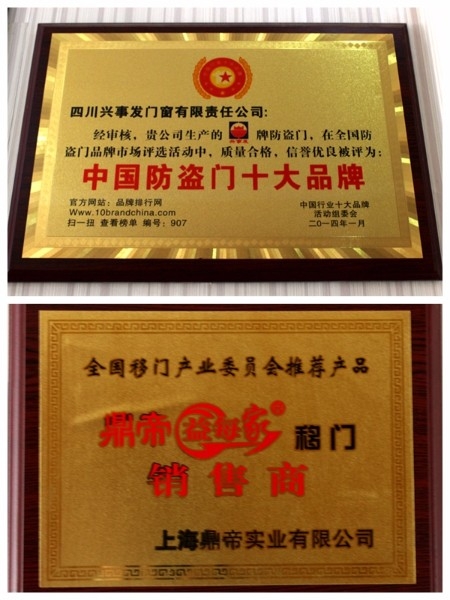 四川兴事发门窗有限责任公司:
经审核，贵公司生产的 牌防盗门，在全国防
盗门品牌市场评选活动中，质量合格，信誉优良被评为:
中国防盗门十大品牌
官方网站：品牌排行网
Www.10brandchina.com
扫一扭 查看榜单 编号：907
中国行业十大品牌
活动组委会
二〇一四年一月
全国移门产业委员会推荐产品
鼎帝 益姆家® 移门
销售商
上海鼎帝实业有限公司